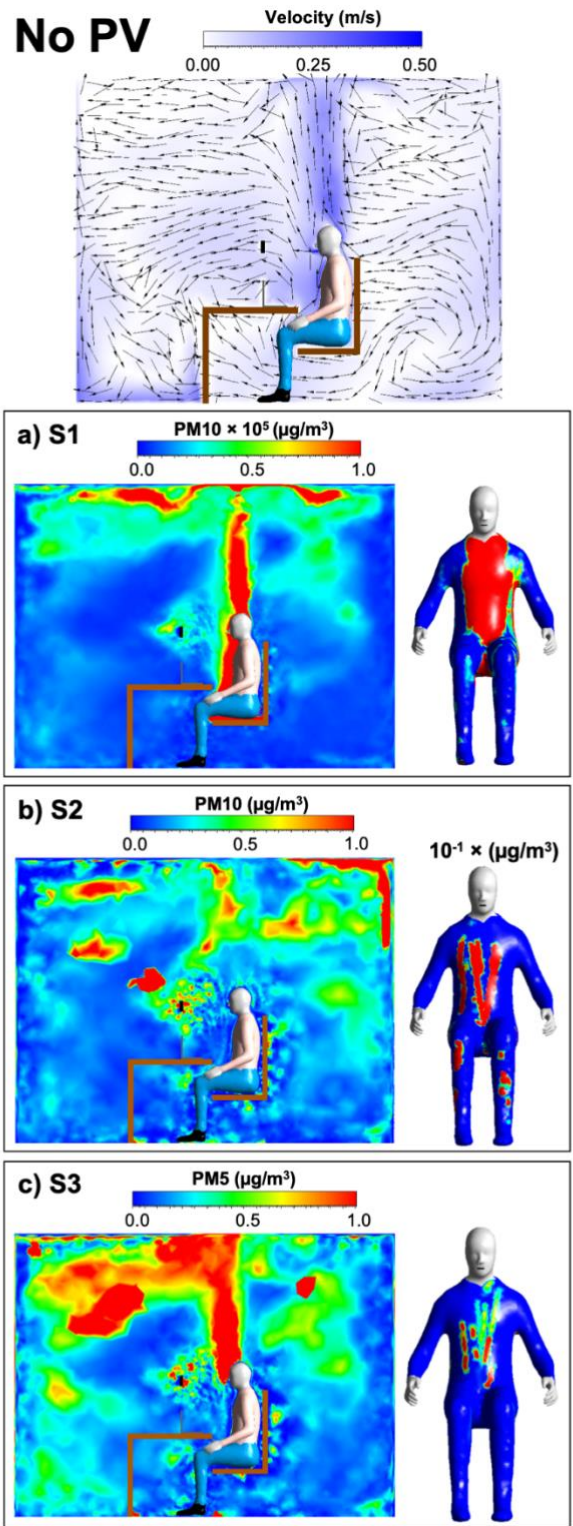 No PV
Velocity (m/s)
0.00 0.25 0.50
a) S1
PM10 × 10⁵ (µg/m³)
0.0 0.5 1.0
b) S2
PM10 (µg/m³)
0.0 0.5 1.0
10⁻¹ × (µg/m³)
c) S3
PM5 (µg/m³)
0.0 0.5 1.0